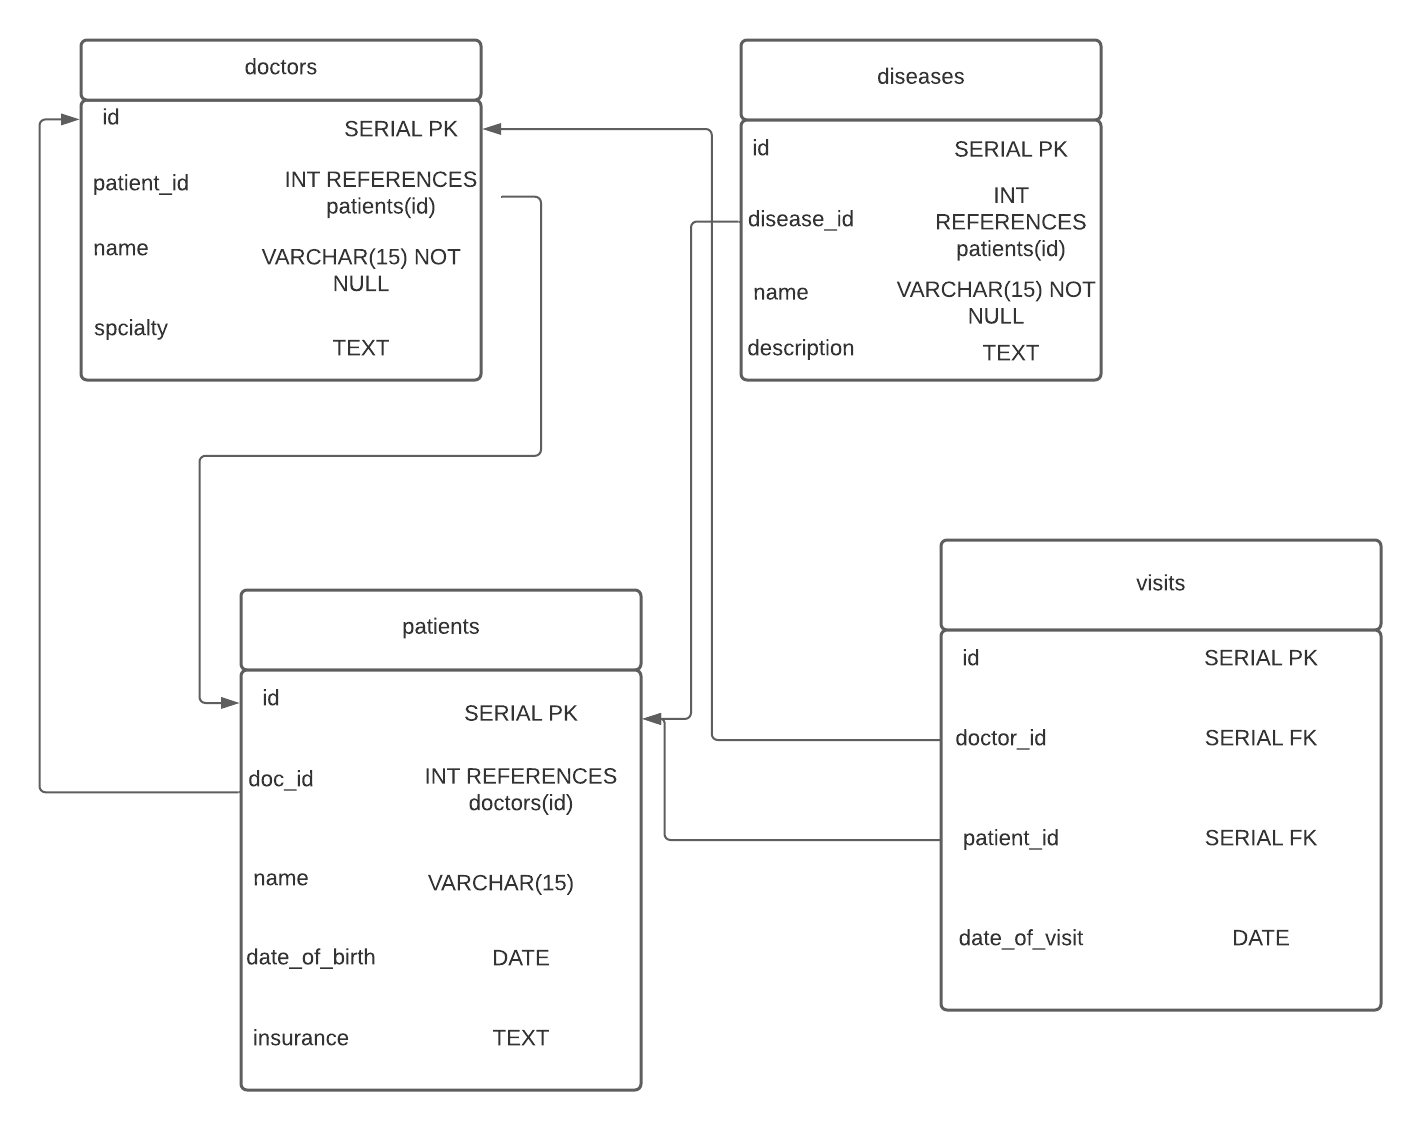 doctors
id
SERIAL PK
patient_id
INT REFERENCES
patients(id)
name
VARCHAR(15) NOT
NULL
spcialty
TEXT
diseases
id
SERIAL PK
disease_id
INT
REFERENCES
patients(id)
name
VARCHAR(15) NOT
NULL
description
TEXT
patients
id
SERIAL PK
doc_id
INT REFERENCES
doctors(id)
name
VARCHAR(15)
date_of_birth
DATE
insurance
TEXT
visits
id
SERIAL PK
doctor_id
SERIAL FK
patient_id
SERIAL FK
date_of_visit
DATE